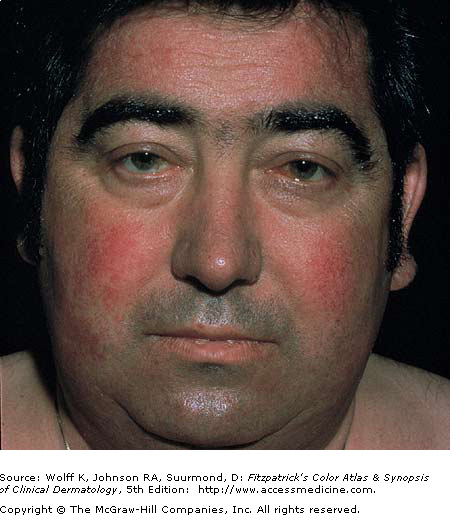 Source: Wolff K, Johnson RA, Suurmond, D: Fitzpatrick's Color Atlas & Synopsis
of Clinical Dermatology, 5th Edition:  http://www.accessmedicine.com.
Copyright © The McGraw-Hill Companies, Inc. All rights reserved.